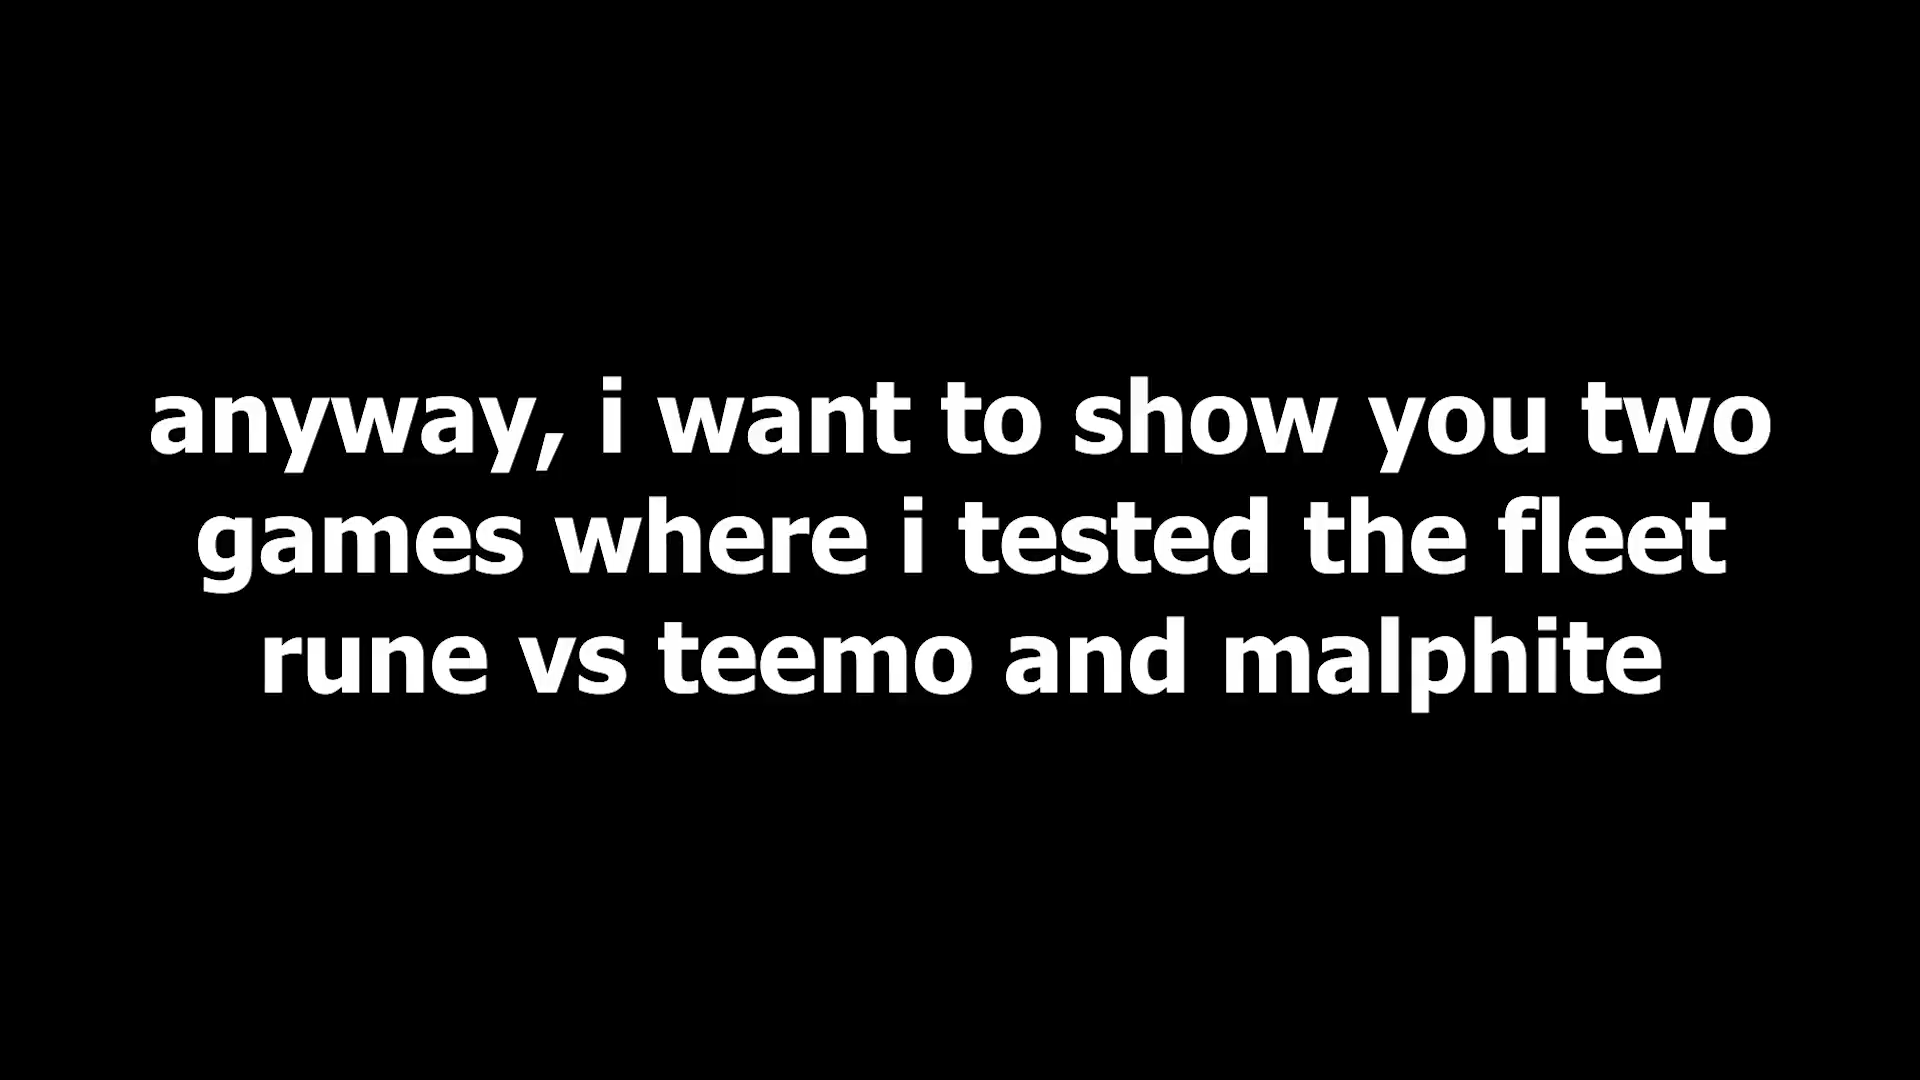 anyway, i want to show you two
games where i tested the fleet
rune vs teemo and malphite